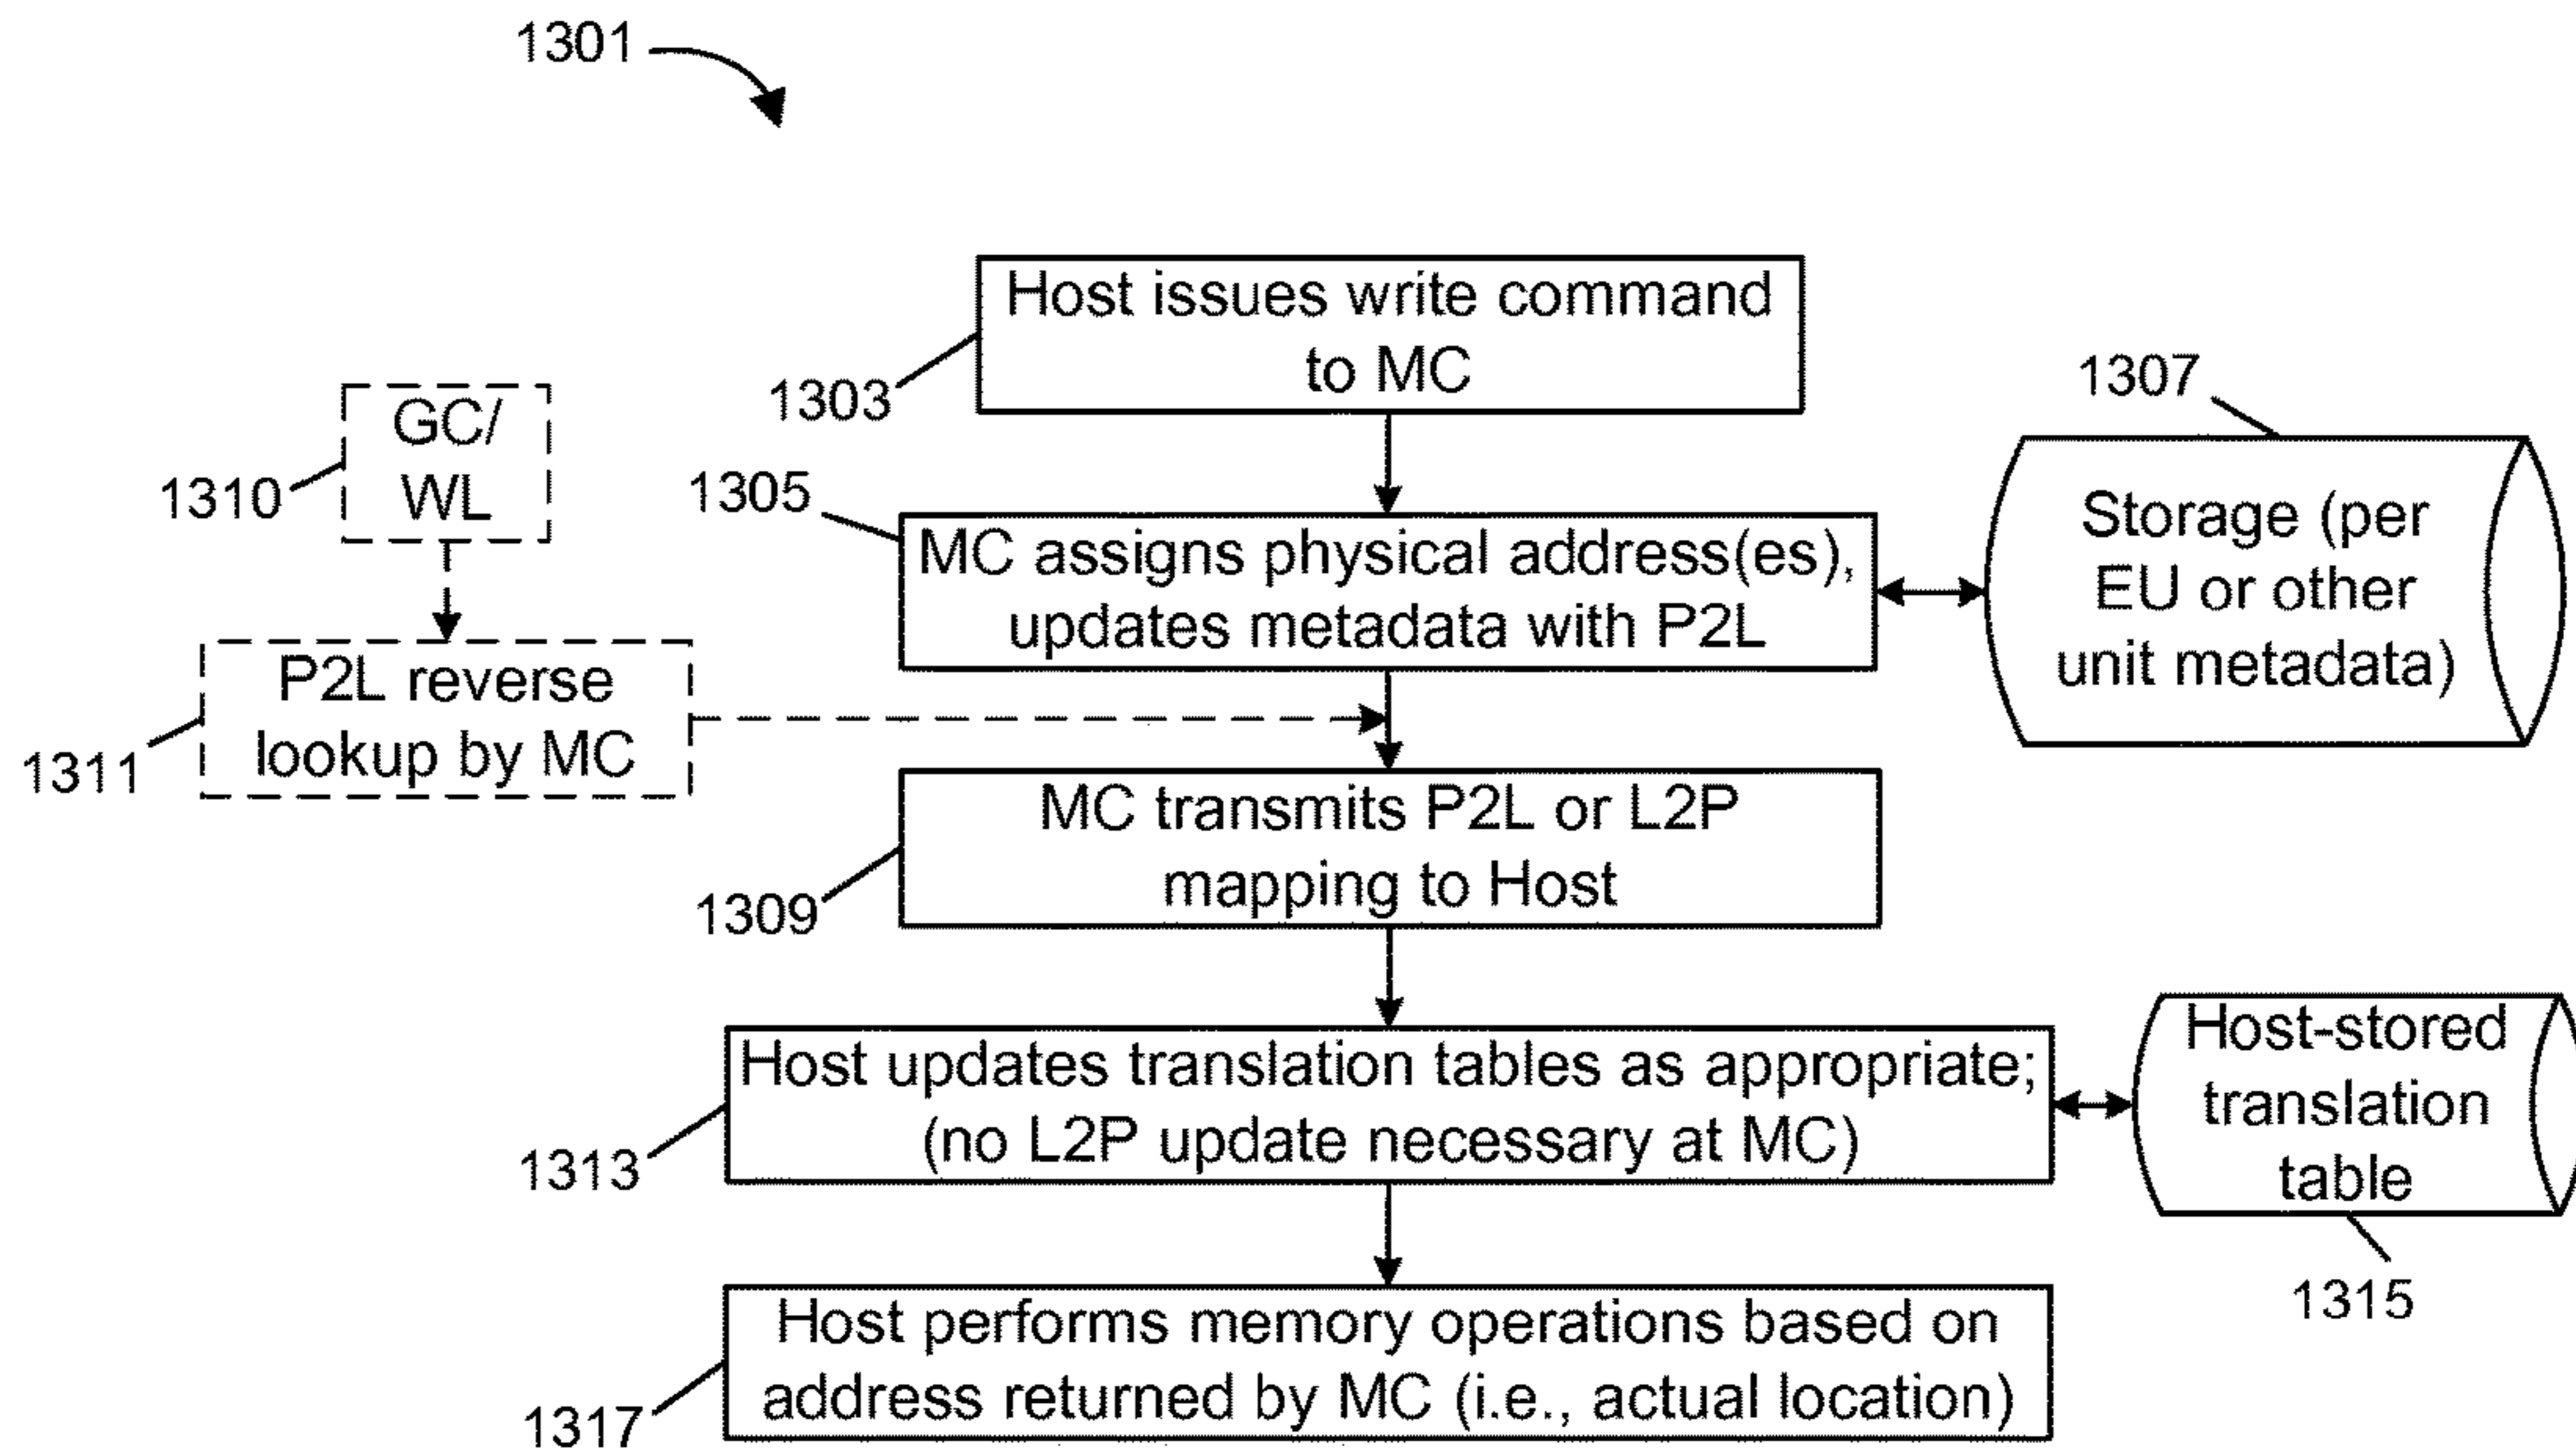 1301
Host issues write command
to MC
1303
1307
GC/
WL
1310
1305
MC assigns physical address(es),
updates metadata with P2L
Storage (per
EU or other
unit metadata)
P2L reverse
lookup by MC
1311
MC transmits P2L or L2P
mapping to Host
1309
Host updates translation tables as appropriate;
(no L2P update necessary at MC)
1313
Host-stored
translation
table
1315
Host performs memory operations based on
address returned by MC (i.e., actual location)
1317